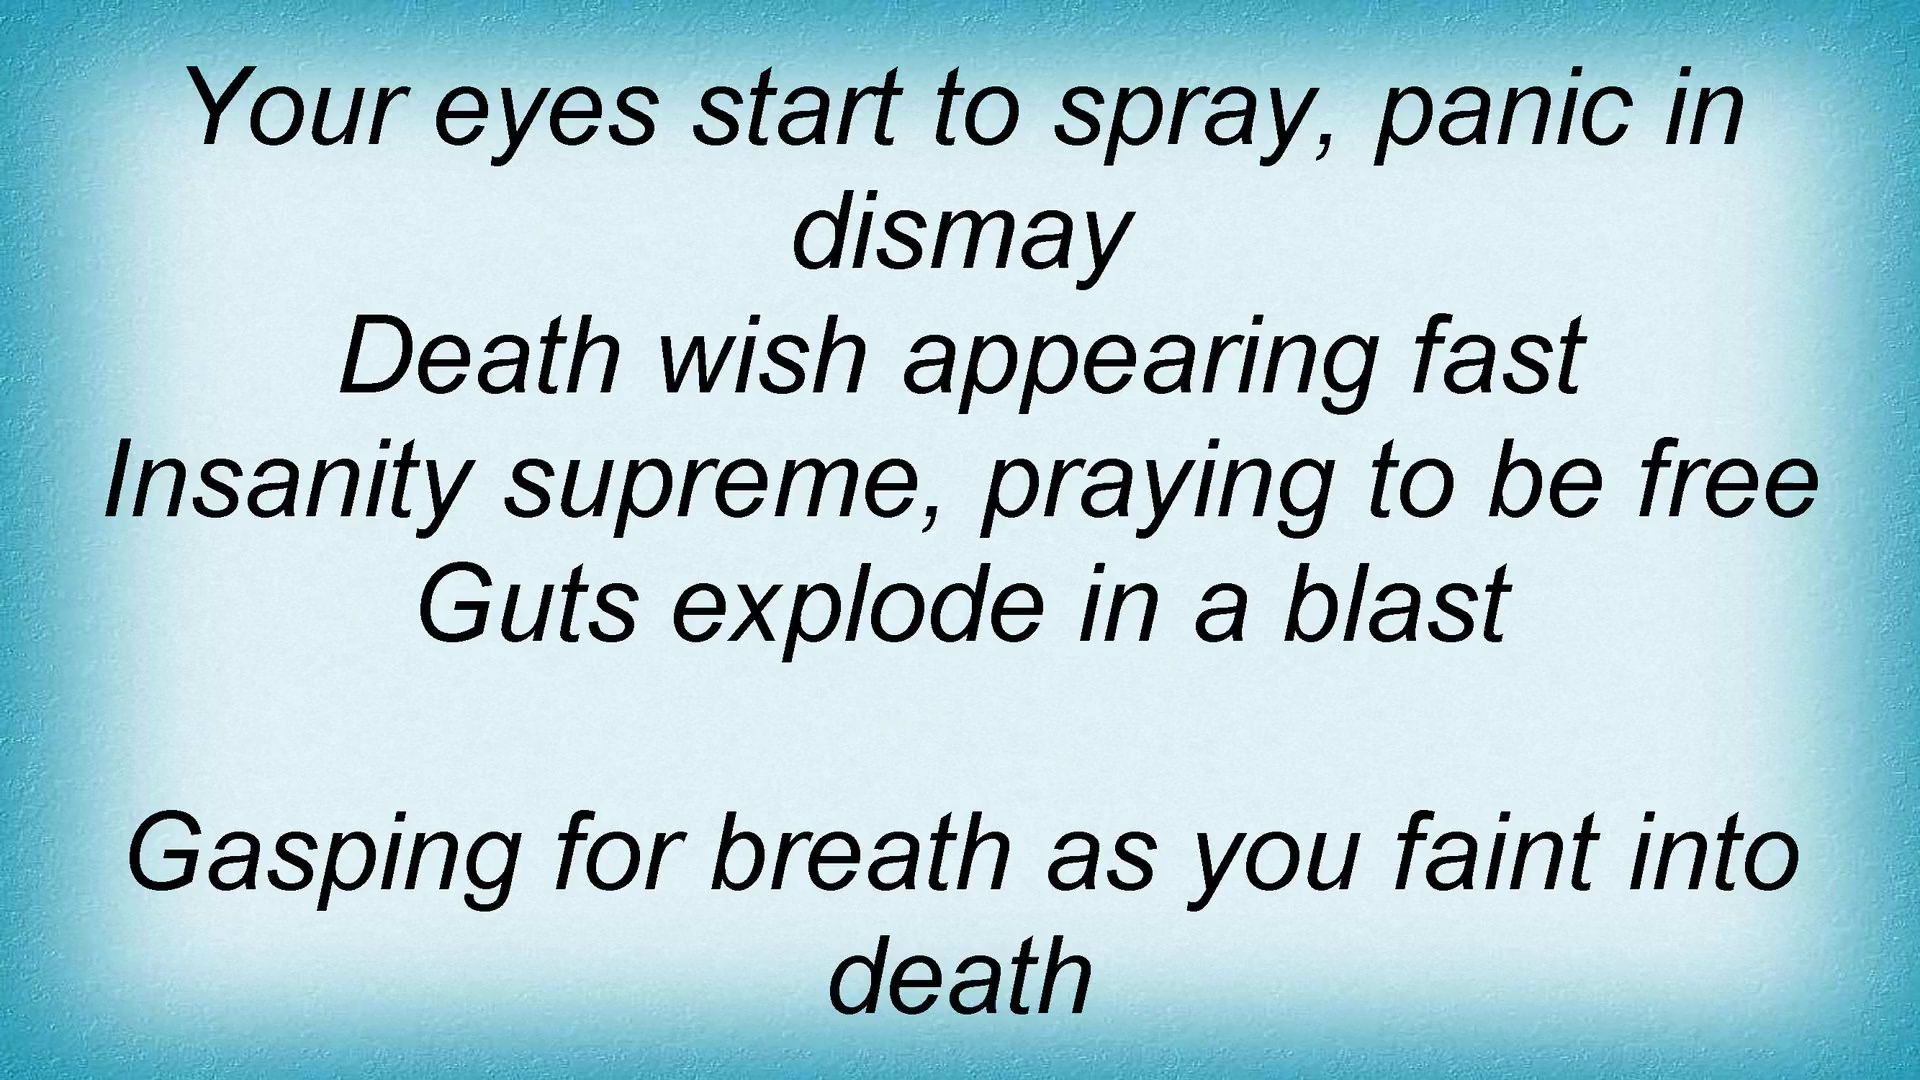 Your eyes start to spray, panic in
dismay
Death wish appearing fast
Insanity supreme, praying to be free
Guts explode in a blast
Gasping for breath as you faint into
death